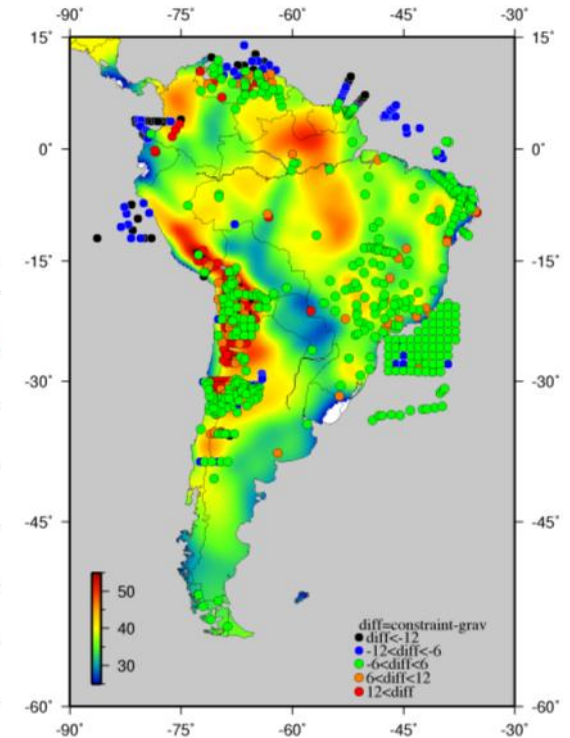 -90 -75° -60° -45° -30
15° 15°
0° 0°
-15° -15°
-30° -30°
-45° -45°
50
40
30
diff=constraint-grav
diff<-12
-12<diff<-6
-6<diff<6
6<diff<12
12<diff
-60° -60°
-90 -75° -60° -45° -30